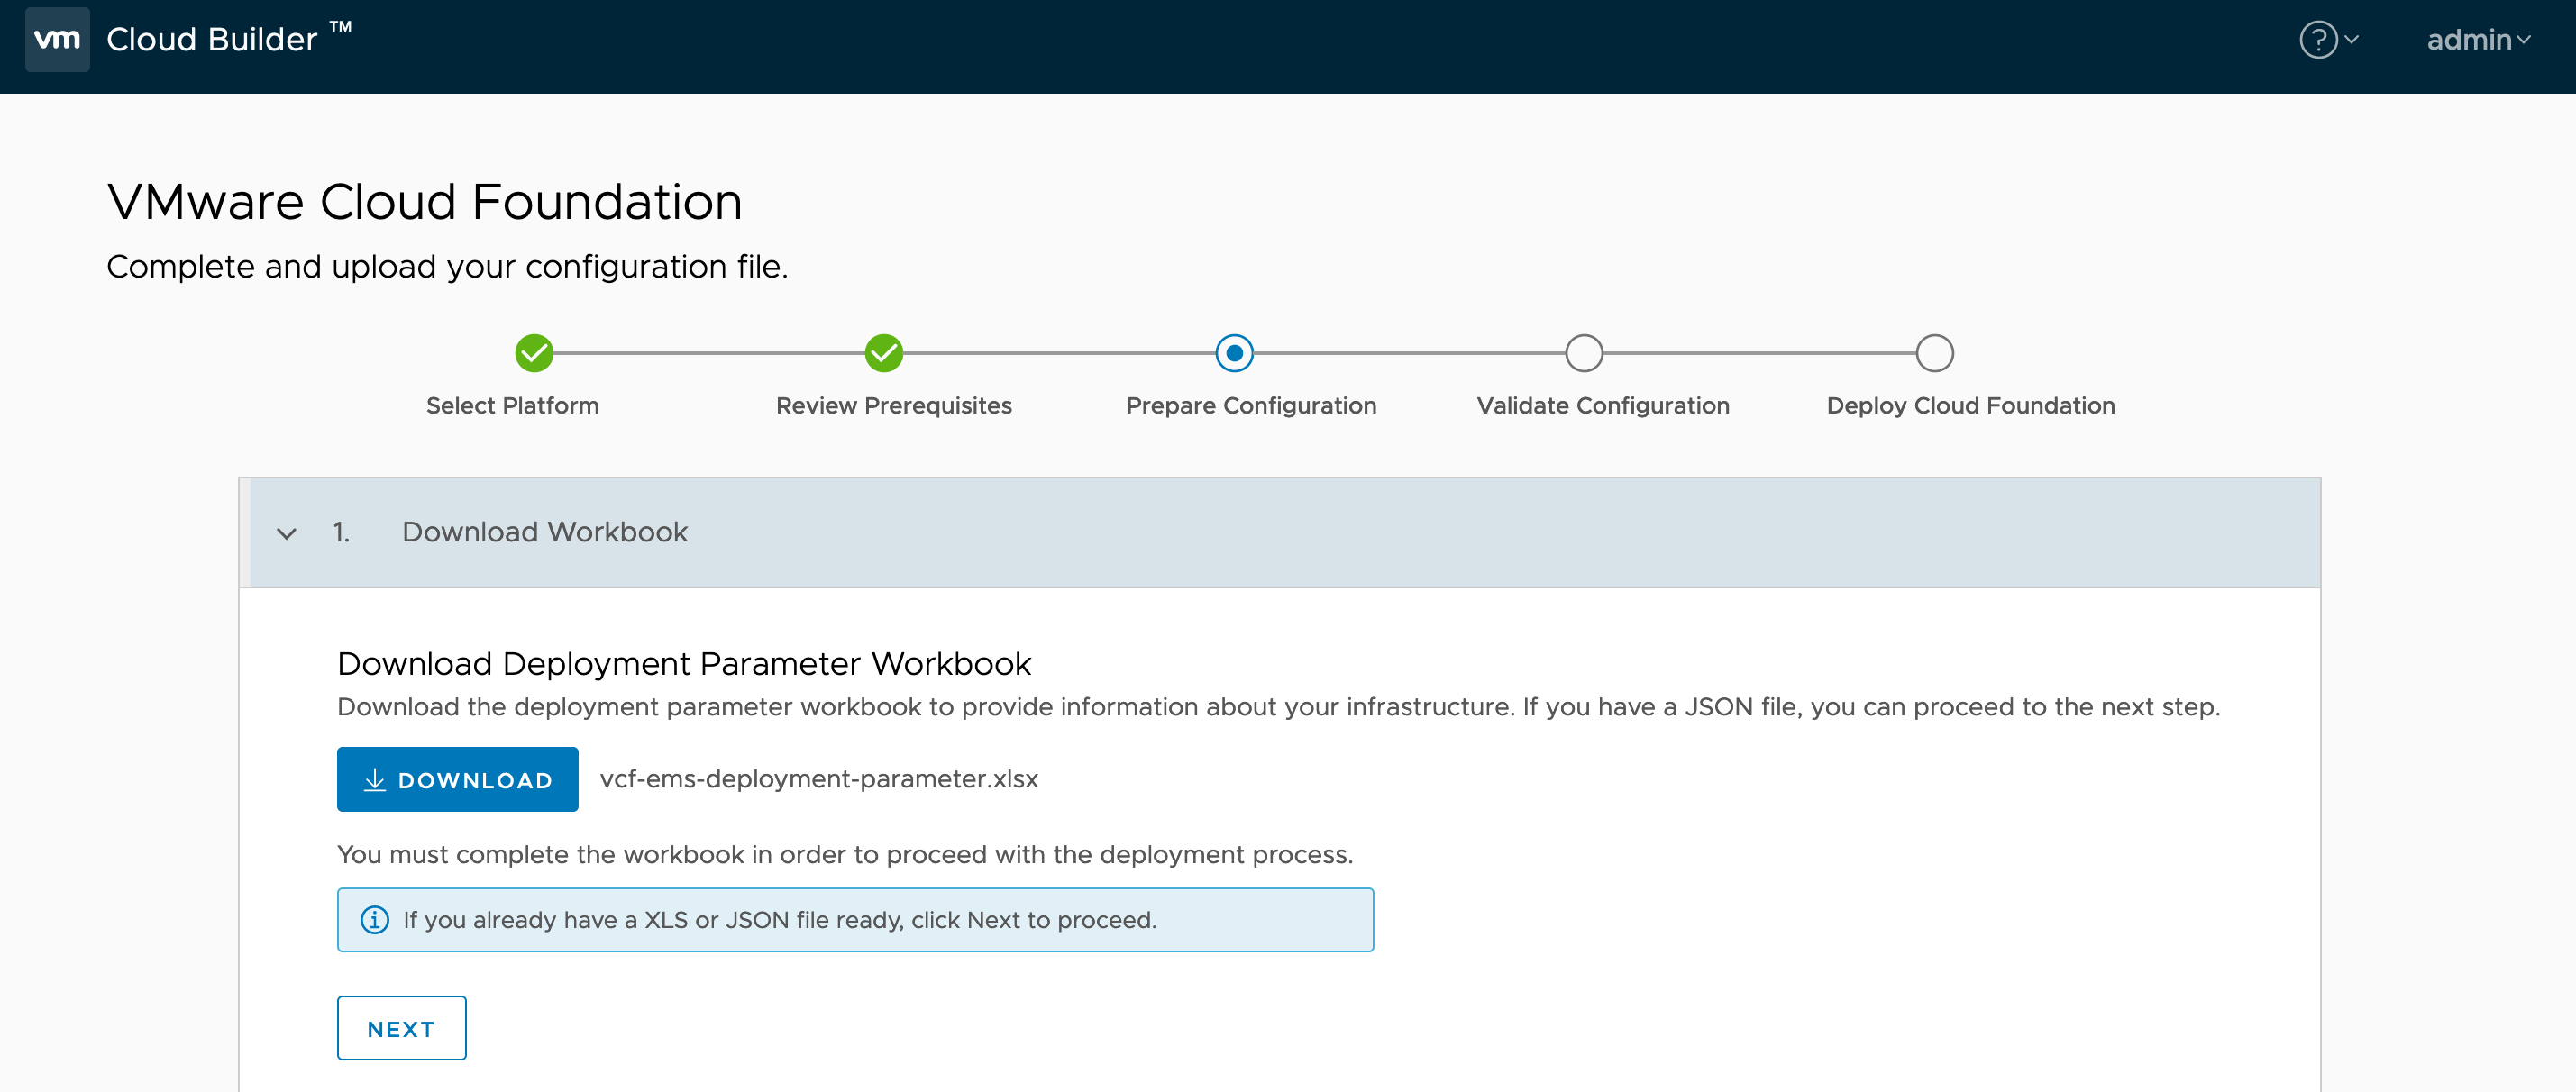 vm Cloud Builder ™
? admin
VMware Cloud Foundation
Complete and upload your configuration file.
Select Platform Review Prerequisites Prepare Configuration Validate Configuration Deploy Cloud Foundation
1. Download Workbook
Download Deployment Parameter Workbook
Download the deployment parameter workbook to provide information about your infrastructure. If you have a JSON file, you can proceed to the next step.
DOWNLOAD vcf-ems-deployment-parameter.xlsx
You must complete the workbook in order to proceed with the deployment process.
If you already have a XLS or JSON file ready, click Next to proceed.
NEXT